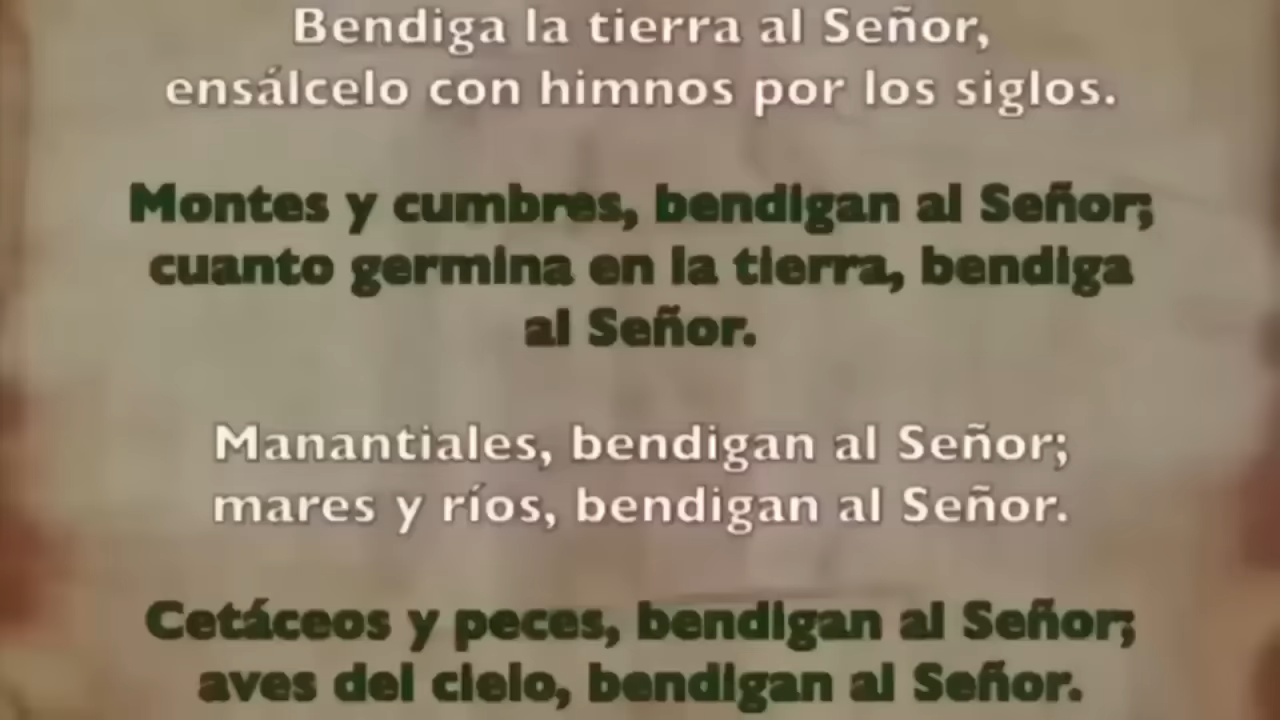 Bendiga la tierra al Señor,
ensálcelo con himnos por los siglos.
Montes y cumbres, bendigan al Señor;
cuanto germina en la tierra, bendiga
al Señor.
Manantiales, bendigan al Señor;
mares y ríos, bendigan al Señor.
Cetáceos y peces, bendigan al Señor;
aves del cielo, bendigan al Señor.